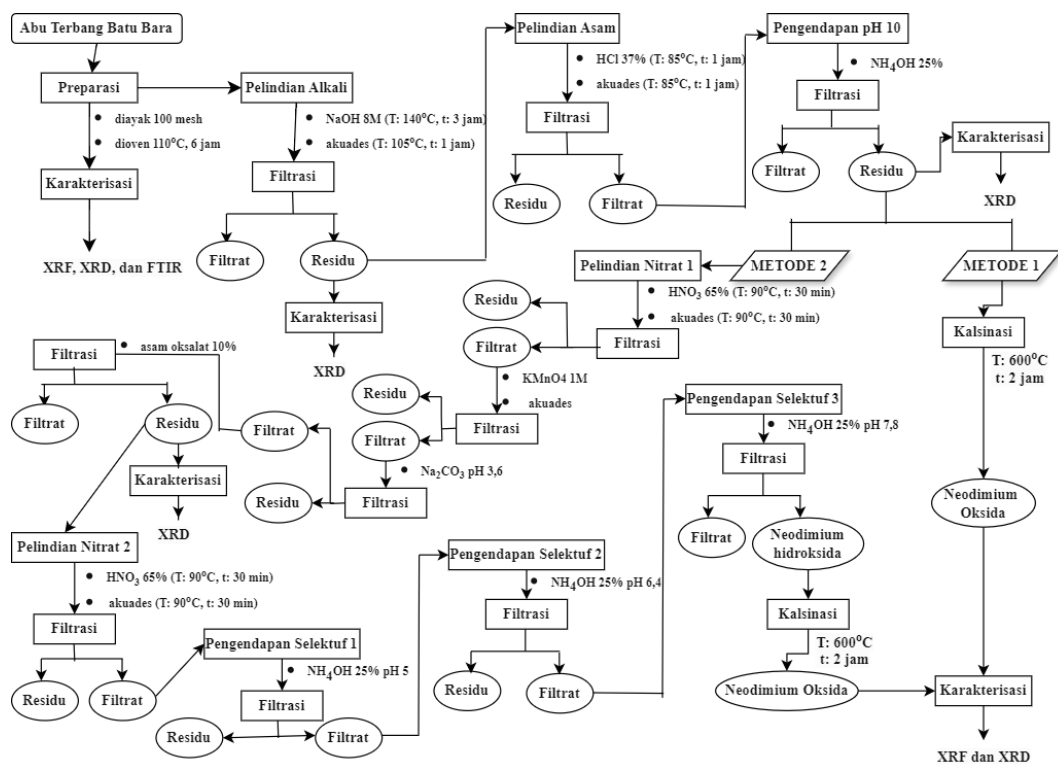 Abu Terbang Batu Bara
Preparasi
diayak 100 mesh
dioven 110°C, 6 jam
Karakterisasi
XRF, XRD, dan FTIR
Pelindian Alkali
NaOH 8M (T: 140°C, t: 3 jam)
akuades (T: 105°C, t: 1 jam)
Filtrasi
Filtrat
Residu
Karakterisasi
XRD
Pelindian Asam
HCl 37% (T: 85°C, t: 1 jam)
akuades (T: 85°C, t: 1 jam)
Filtrasi
Residu
Filtrat
Pengendapan pH 10
NH₄OH 25%
Filtrasi
Filtrat
Residu
Karakterisasi
XRD
METODE 2
METODE 1
Pelindian Nitrat 1
HNO₃ 65% (T: 90°C, t: 30 min)
akuades (T: 90°C, t: 30 min)
Filtrasi
Residu
Filtrat
KMnO4 1M
akuades
Filtrasi
Residu
Filtrat
Na₂CO₃ pH 3,6
Filtrasi
Filtrat
Residu
asam oksalat 10%
Filtrasi
Filtrat
Residu
Karakterisasi
XRD
Pelindian Nitrat 2
HNO₃ 65% (T: 90°C, t: 30 min)
akuades (T: 90°C, t: 30 min)
Filtrasi
Residu
Filtrat
Pengendapan Selektuf 1
NH₄OH 25% pH 5
Filtrasi
Residu
Filtrat
Pengendapan Selektuf 2
NH₄OH 25% pH 6,4
Filtrasi
Residu
Filtrat
Pengendapan Selektuf 3
NH₄OH 25% pH 7,8
Filtrasi
Filtrat
Neodimium
hidroksida
Kalsinasi
T: 600°C
t: 2 jam
Neodimium Oksida
Kalsinasi
T: 600°C
t: 2 jam
Neodimium
Oksida
Karakterisasi
XRF dan XRD